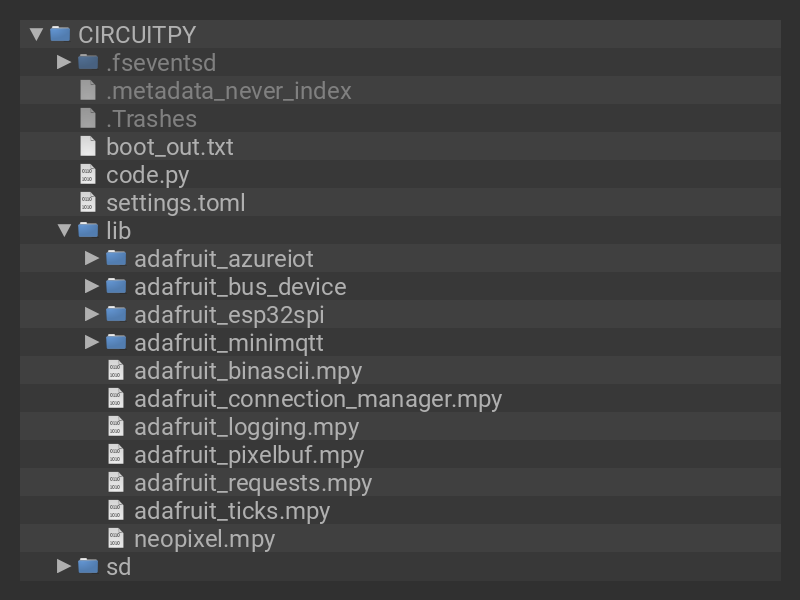 CIRCUITPY
.fseventsd
.metadata_never_index
.Trashes
boot_out.txt
code.py
settings.toml
lib
adafruit_azureiot
adafruit_bus_device
adafruit_esp32spi
adafruit_minimqtt
adafruit_binascii.mpy
adafruit_connection_manager.mpy
adafruit_logging.mpy
adafruit_pixelbuf.mpy
adafruit_requests.mpy
adafruit_ticks.mpy
neopixel.mpy
sd